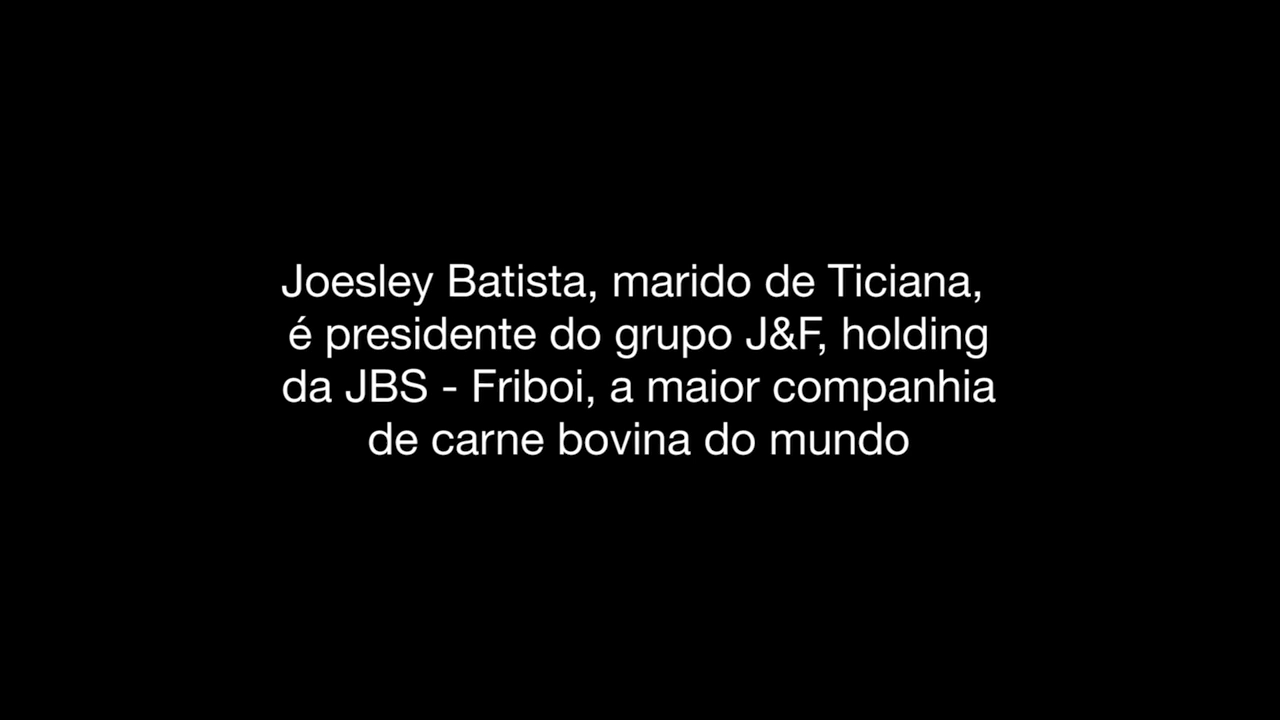 Joesley Batista, marido de Ticiana,
é presidente do grupo J&F, holding
da JBS - Friboi, a maior companhia
de carne bovina do mundo